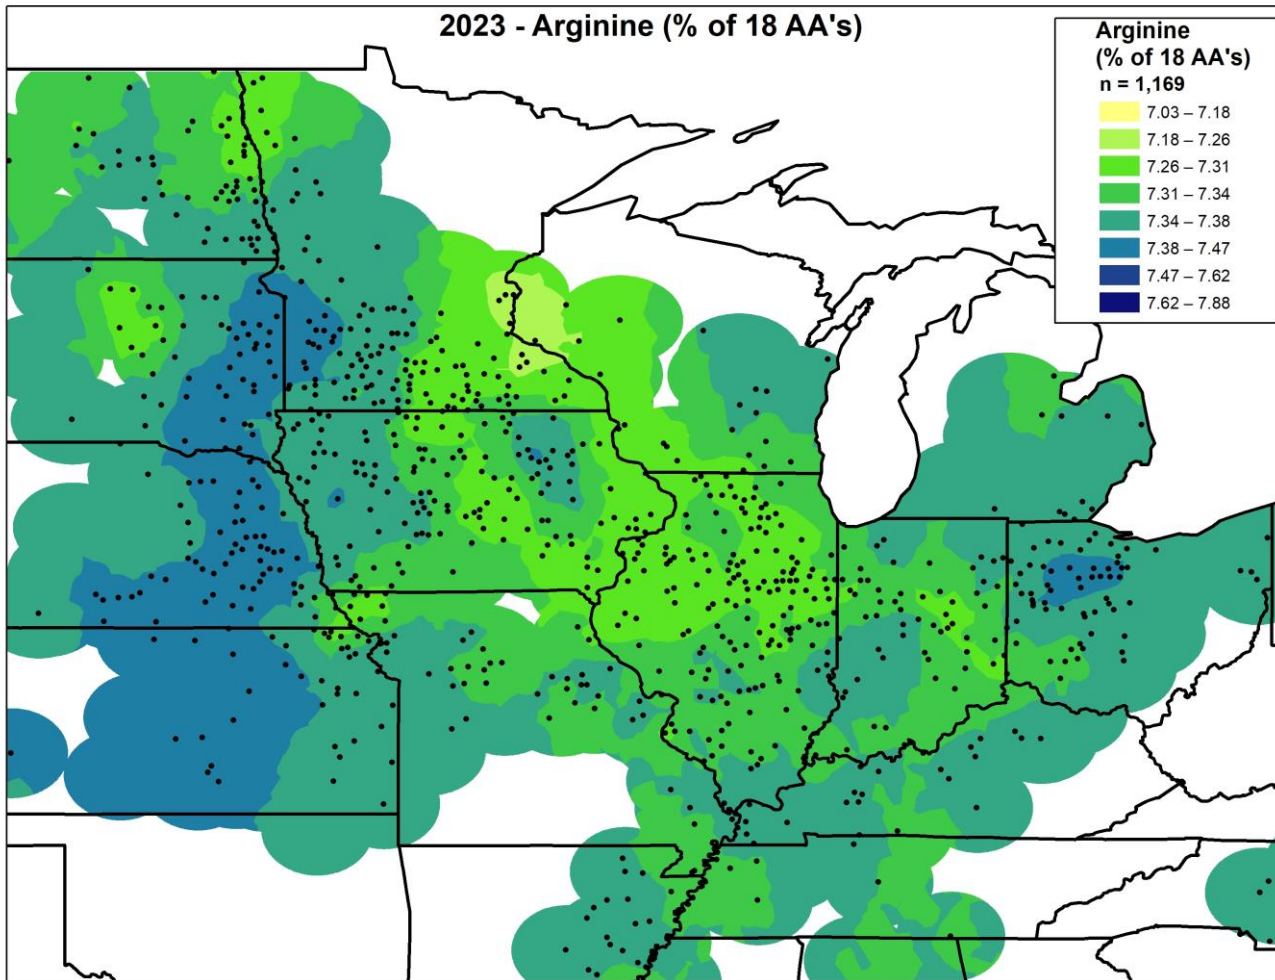 2023 - Arginine (% of 18 AA's)
Arginine
(% of 18 AA's)
n = 1,169
7.03 – 7.18
7.18 – 7.26
7.26 – 7.31
7.31 – 7.34
7.34 – 7.38
7.38 – 7.47
7.47 – 7.62
7.62 – 7.88